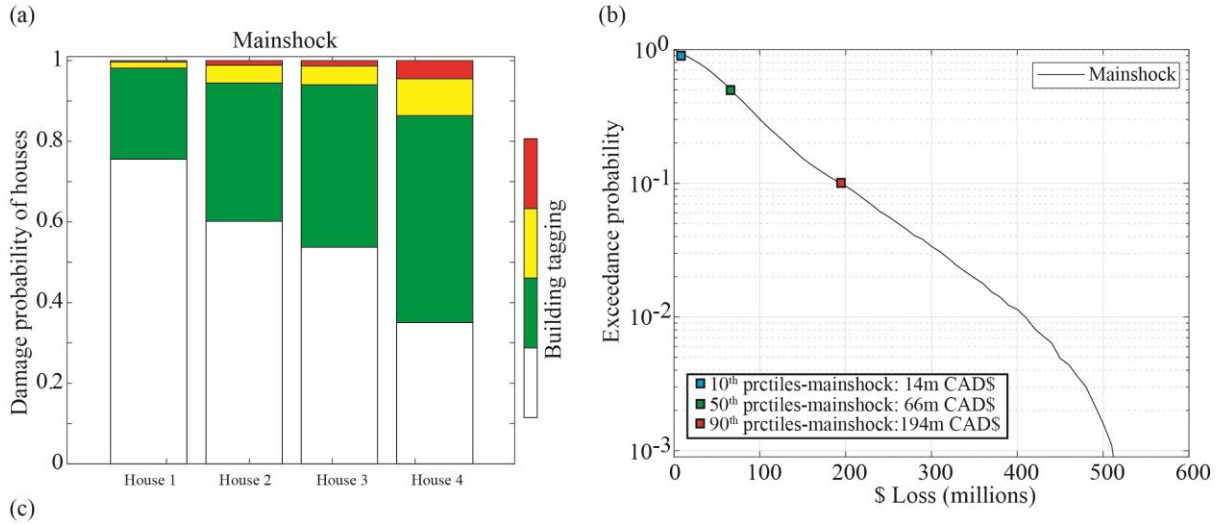 (a)
Mainshock
Damage probability of houses
1
0.8
0.6
0.4
0.2
0
House 1
House 2
House 3
House 4
Building tagging
(b)
Exceedance probability
10⁰
10⁻¹
10⁻²
10⁻³
Mainshock
10th prctiles-mainshock: 14m CAD$
50th prctiles-mainshock: 66m CAD$
90th prctiles-mainshock:194m CAD$
0
100
200
300
400
500
600
$ Loss (millions)
(c)